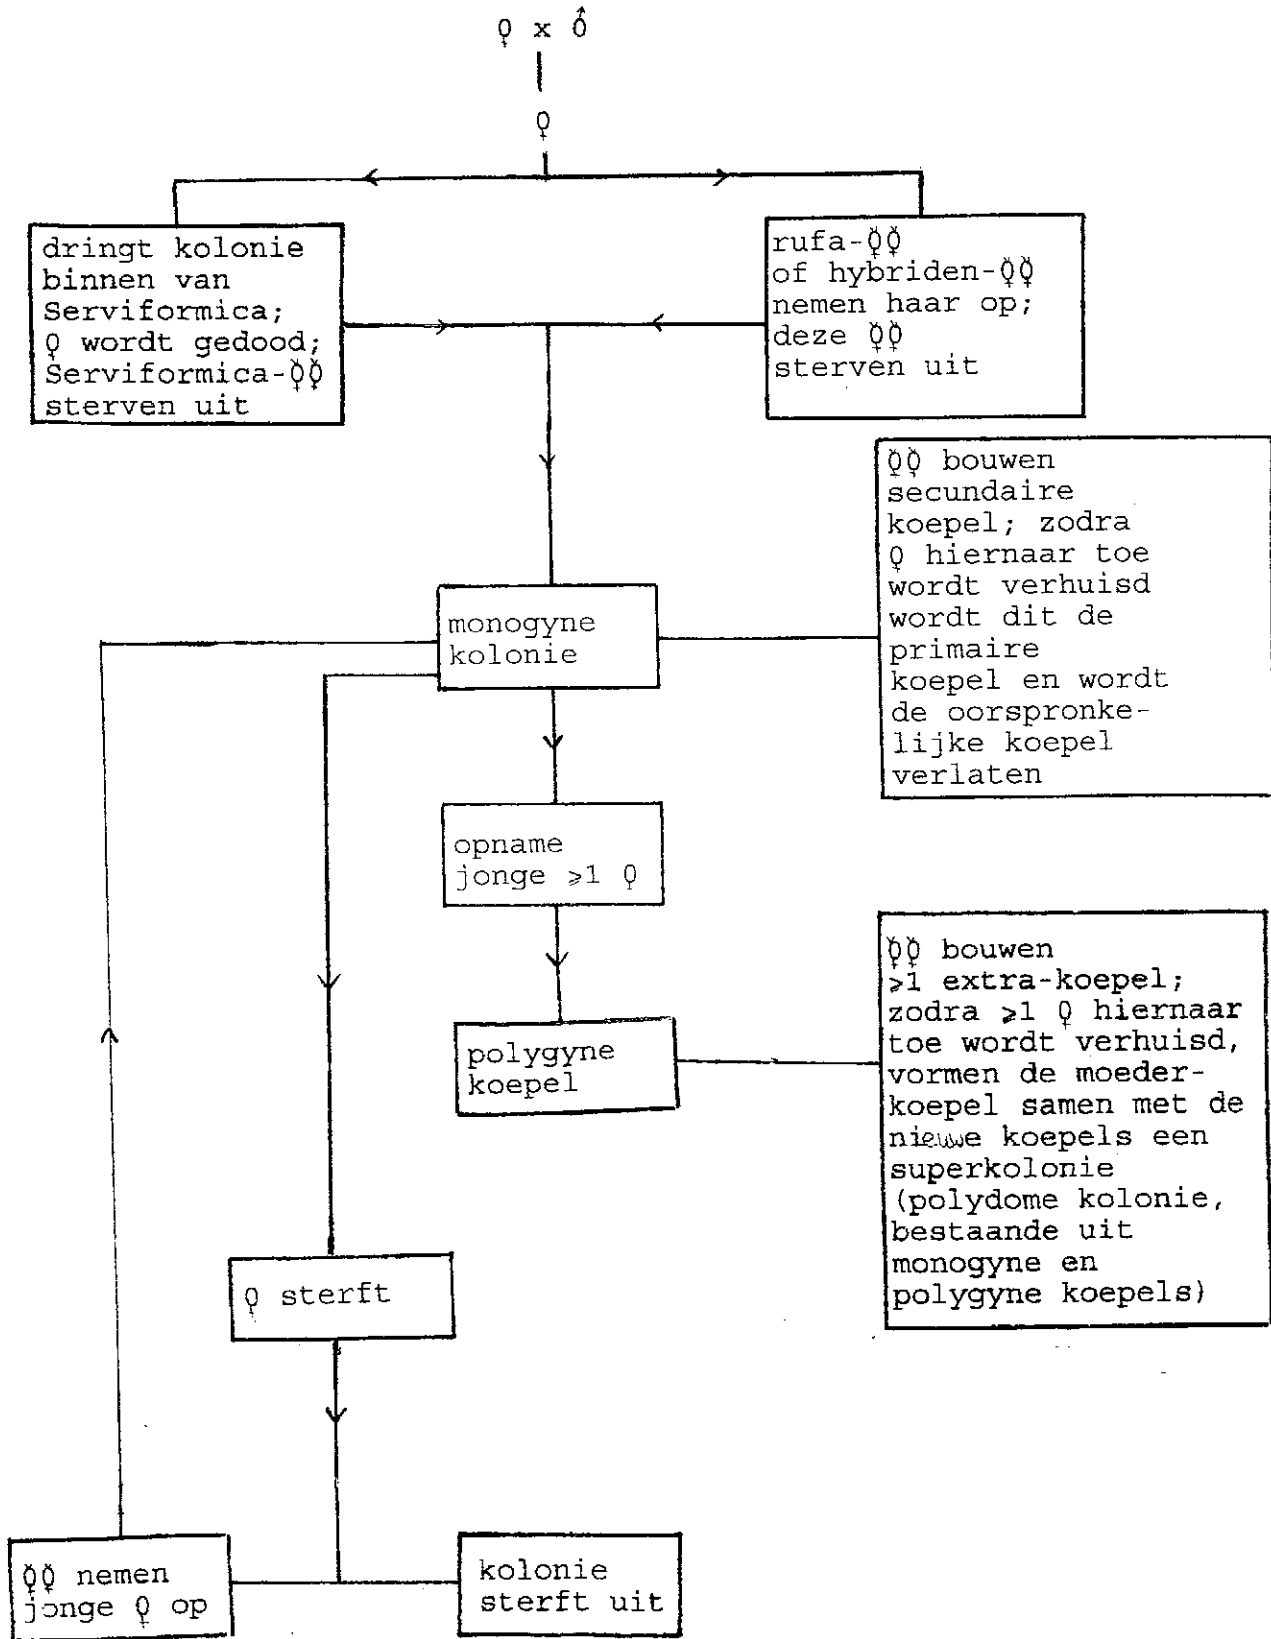 ♀ x ♂
♀
dringt kolonie
binnen van
Serviformica;
♀ wordt gedood;
Serviformica-☿☿
sterven uit
rufa-☿☿
of hybriden-☿☿
nemen haar op;
deze ☿☿
sterven uit
☿☿ bouwen
secundaire
koepel; zodra
♀ hiernaar toe
wordt verhuisd
wordt dit de
primaire
koepel en wordt
de oorspronke-
lijke koepel
verlaten
monogyne
kolonie
opname
jonge ⩾1 ♀
polygyne
koepel
☿☿ bouwen
⩾1 extra-koepel;
zodra ⩾1 ♀ hiernaar
toe wordt verhuisd,
vormen de moeder-
koepel samen met de
nieuwe koepels een
superkolonie
(polydome kolonie,
bestaande uit
monogyne en
polygyne koepels)
♀ sterft
☿☿ nemen
jonge ♀ op
kolonie
sterft uit